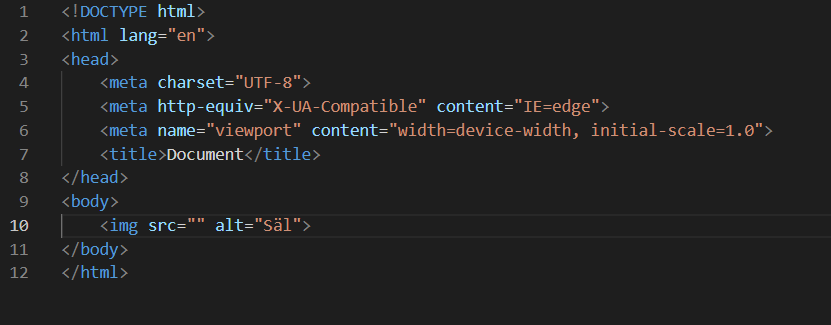 1 <!DOCTYPE html>
2 <html lang="en">
3 <head>
4     <meta charset="UTF-8">
5     <meta http-equiv="X-UA-Compatible" content="IE=edge">
6     <meta name="viewport" content="width=device-width, initial-scale=1.0">
7     <title>Document</title>
8 </head>
9 <body>
10     <img src="" alt="Säl">
11 </body>
12 </html>